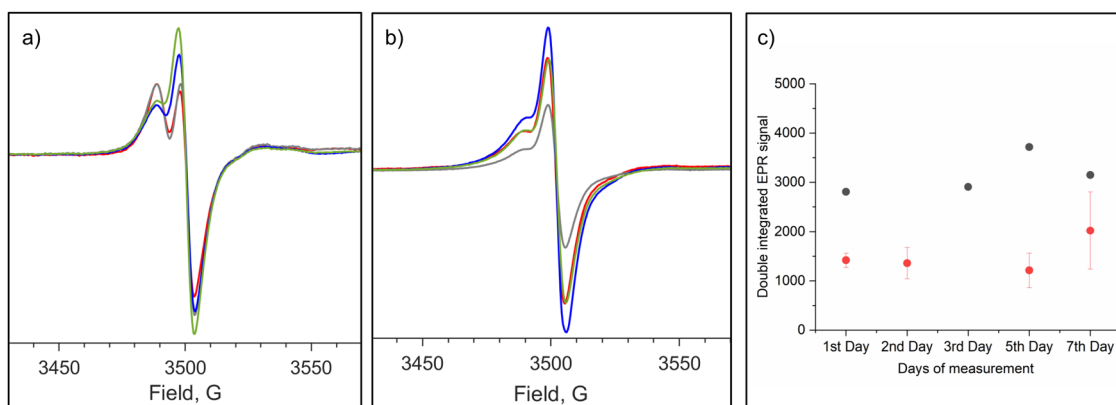 a)
3450
3500
3550
Field, G
b)
3450
3500
3550
Field, G
c)
Double integrated EPR signal
5000
4000
3000
2000
1000
0
1st Day 2nd Day 3rd Day 5th Day 7th Day
Days of measurement